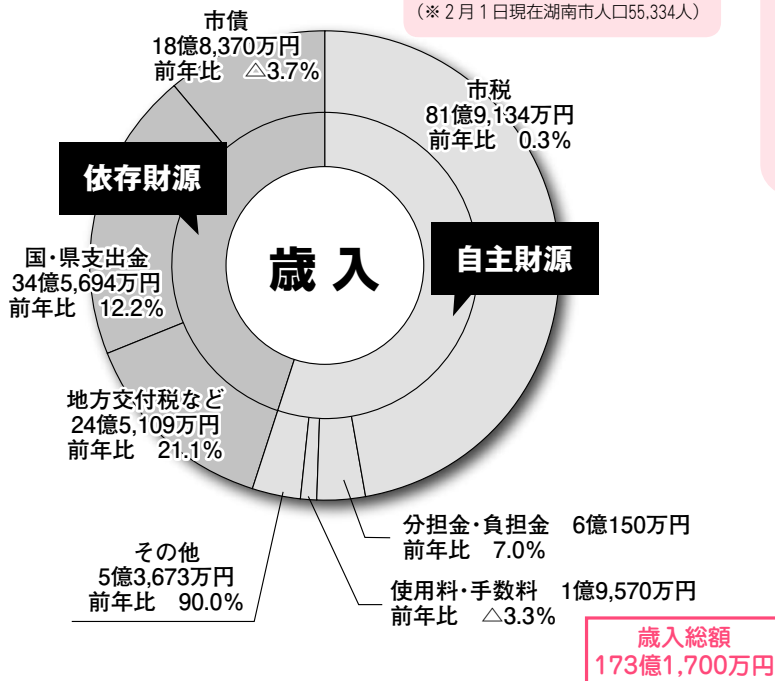 （※２月１日現在湖南市人口55,334人）
市債
18億8,370万円
前年比　△3.7%
市税
81億9,134万円
前年比　0.3%
依存財源
自主財源
歳入
国・県支出金
34億5,694万円
前年比　12.2%
地方交付税など
24億5,109万円
前年比　21.1%
その他
5億3,673万円
前年比　90.0%
分担金・負担金　6億150万円
前年比　7.0%
使用料・手数料　1億9,570万円
前年比　△3.3%
歳入総額
173億1,700万円